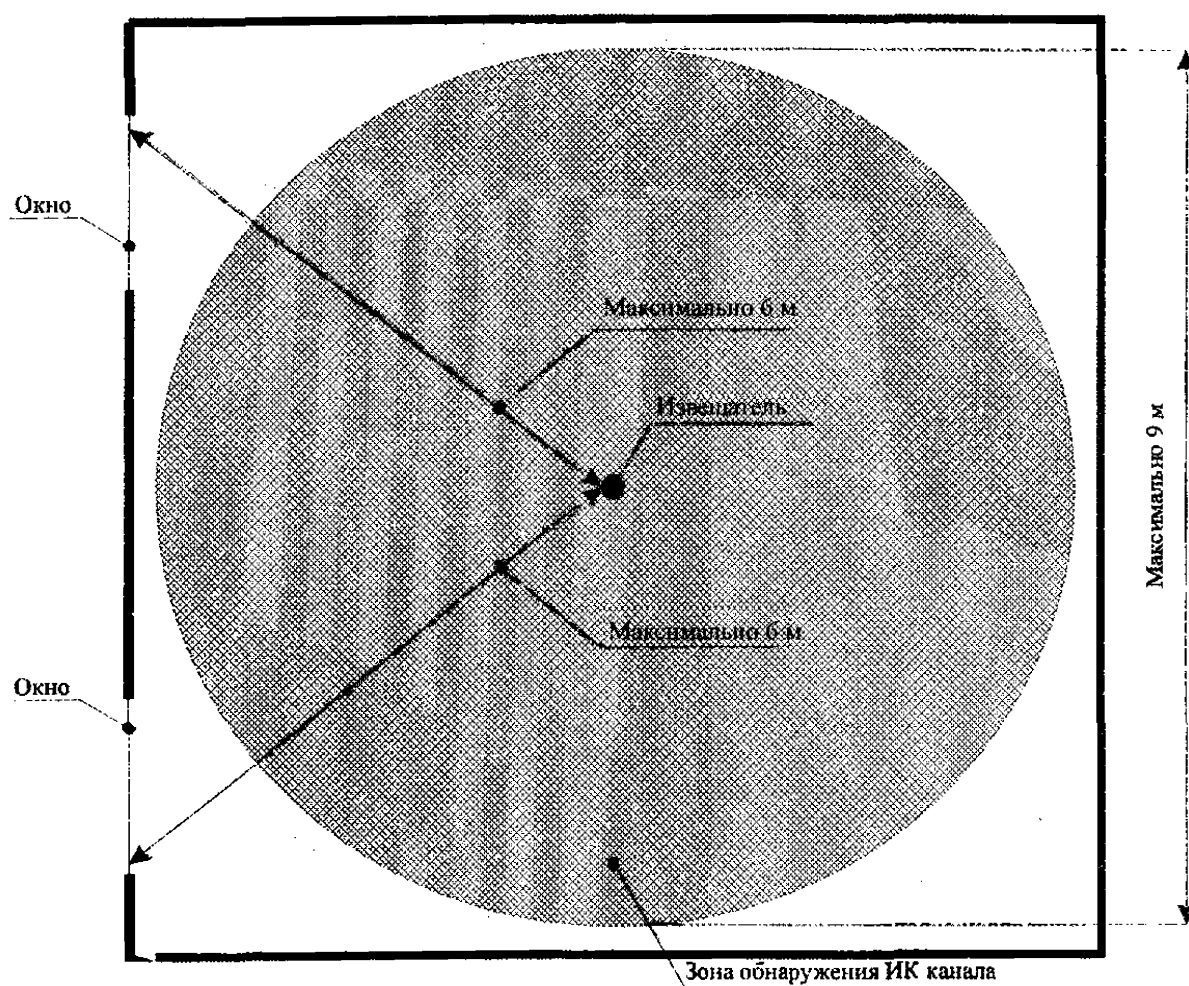 Окно
Максимально 6 м
Извещатель
Максимально 9 м
Максимально 6 м
Окно
Зона обнаружения ИК канала